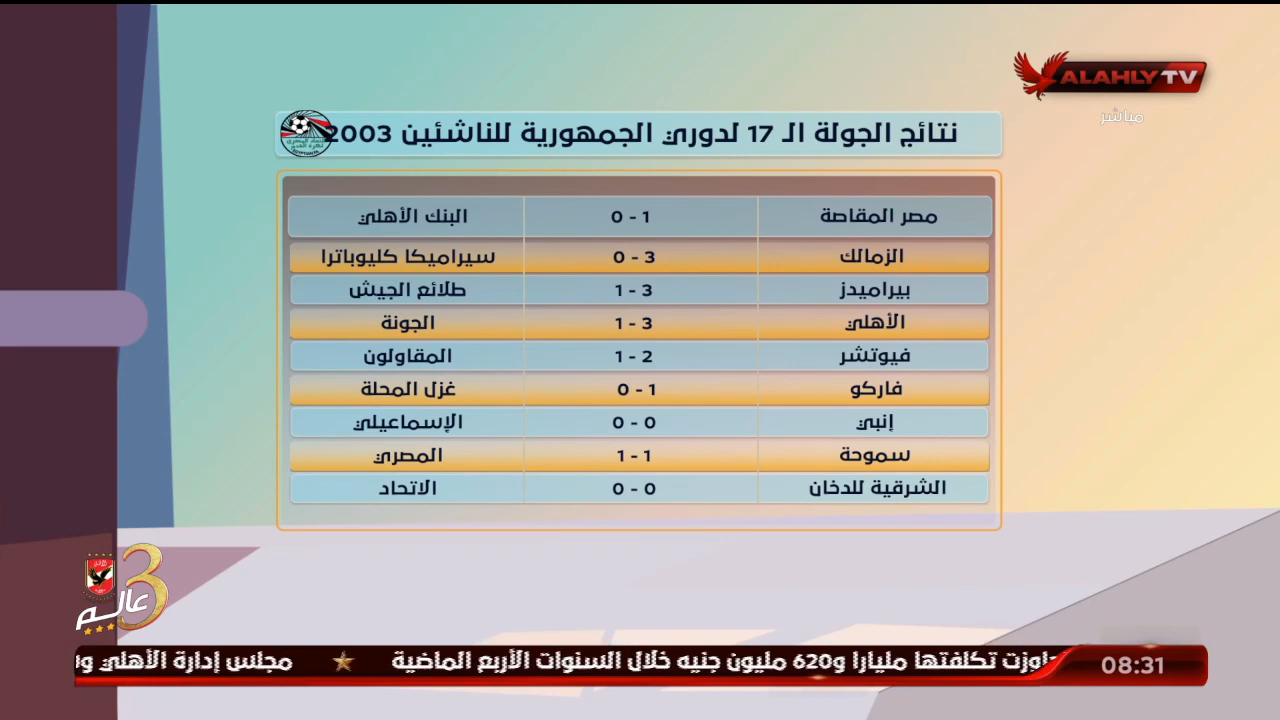 ALAHLY TV
مباشر
نتائج الجولة الـ 17 لدوري الجمهورية للناشئين 2003
مصر المقاصة 1 - 0 البنك الأهلي
الزمالك 3 - 0 سيراميكا كليوباترا
بيراميدز 3 - 1 طلائع الجيش
الأهلي 3 - 1 الجونة
فيوتشر 2 - 1 المقاولون
فاركو 1 - 0 غزل المحلة
إنبي 0 - 0 الإسماعيلي
سموحة 1 - 1 المصري
الشرقية للدخان 0 - 0 الاتحاد
3 عالم
08:31
تكلفتها مليارا و620 مليون جنيه خلال السنوات الأربع الماضية ★ مجلس إدارة الأهلي